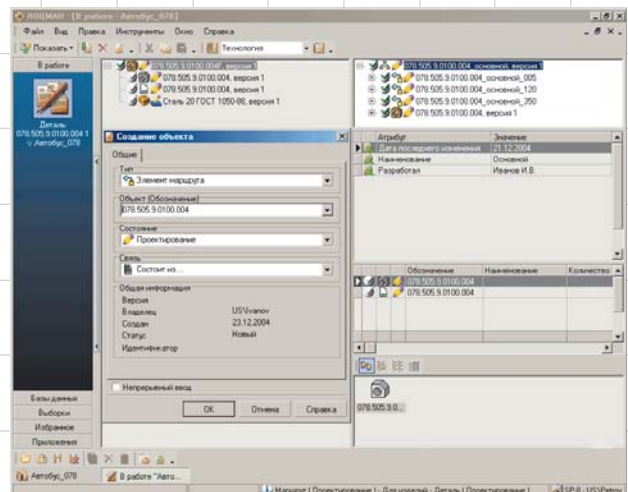 ЛОЦМАН - [В работе - Автобус_078]
Файл Вид Правка Инструменты Окно Справка
Показать
Технология
В работе
Деталь
078.505.9.0100.004 1
Автобус_078
078.505.9.0100.004, версия 1
078.505.9.0100.004, версия 1
Сталь 20 ГОСТ 1050-88, версия 1
078.505.9.0100.004_основной, версия 1
078.505.9.0100.004_основной_005
078.505.9.0100.004_основной_120
078.505.9.0100.004_основной_350
078.505.9.0100.004, версия 1
Создание объекта
Общие
Тип
Элемент маршрута
Объект (Обозначение)
078.505.9.0100.004
Состояние
Проектирование
Связь
Состоит из ...
Общая информация
Версия
Владелец US\Ivanov
Создан 23.12.2004
Статус Новый
Идентификатор
Непрерывный ввод
OK Отмена Справка
Атрибут Значение
Дата последнего изменения 21.12.2004
Наименование Основной
Разработал Иванов И.В.
Обозначение Наименование Количество
078.505.9.0100.004
078.505.9.0100.004
078.505.9.0...
Базы данных
Выборки
Избранное
Приложения
Автобус_078 В работе "Авто...
Маршрут (Проектирование) - Для изделий - Деталь (Проектирование)